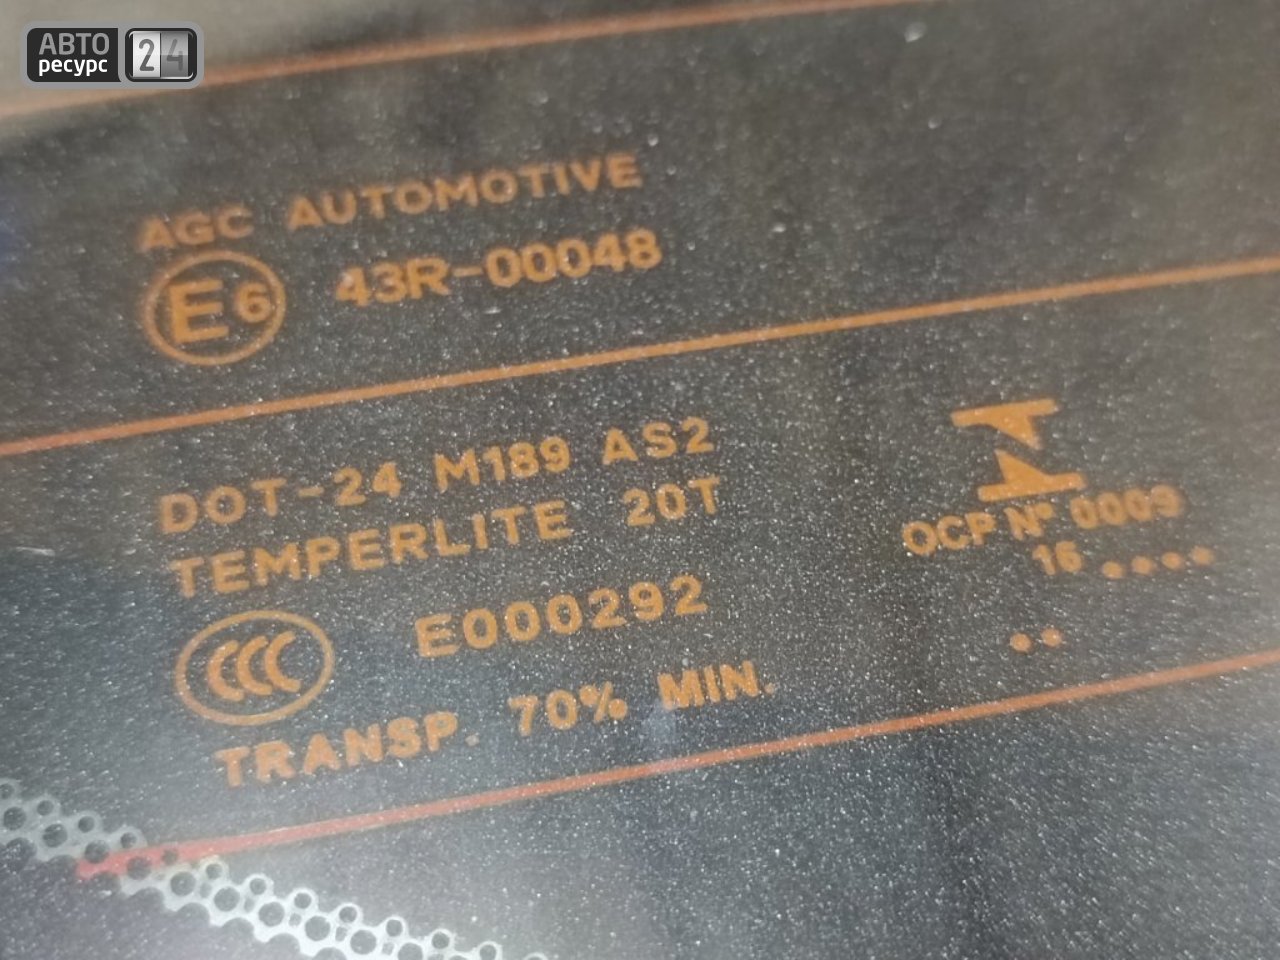 АВТО
ресурс 24
AGC AUTOMOTIVE
E6 43R-00048
DOT-24 M189 AS2
TEMPERLITE 20T
CCC E000292
TRANSP. 70% MIN.
OCP Nº 0009
16 ....
..